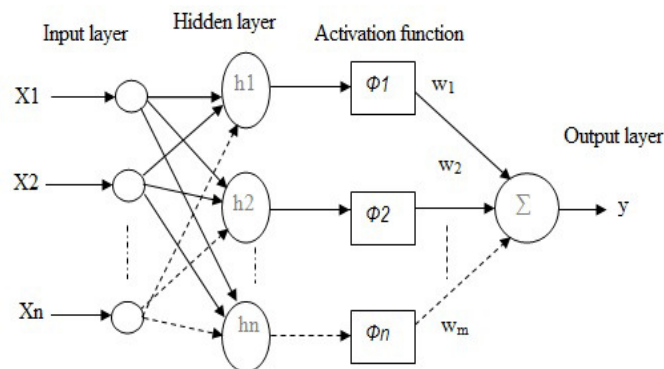 Input layer
Hidden layer
Activation function
Output layer
X1
h1
Φ1
w1
X2
h2
Φ2
w2
Σ
y
Xn
hn
Φn
wm